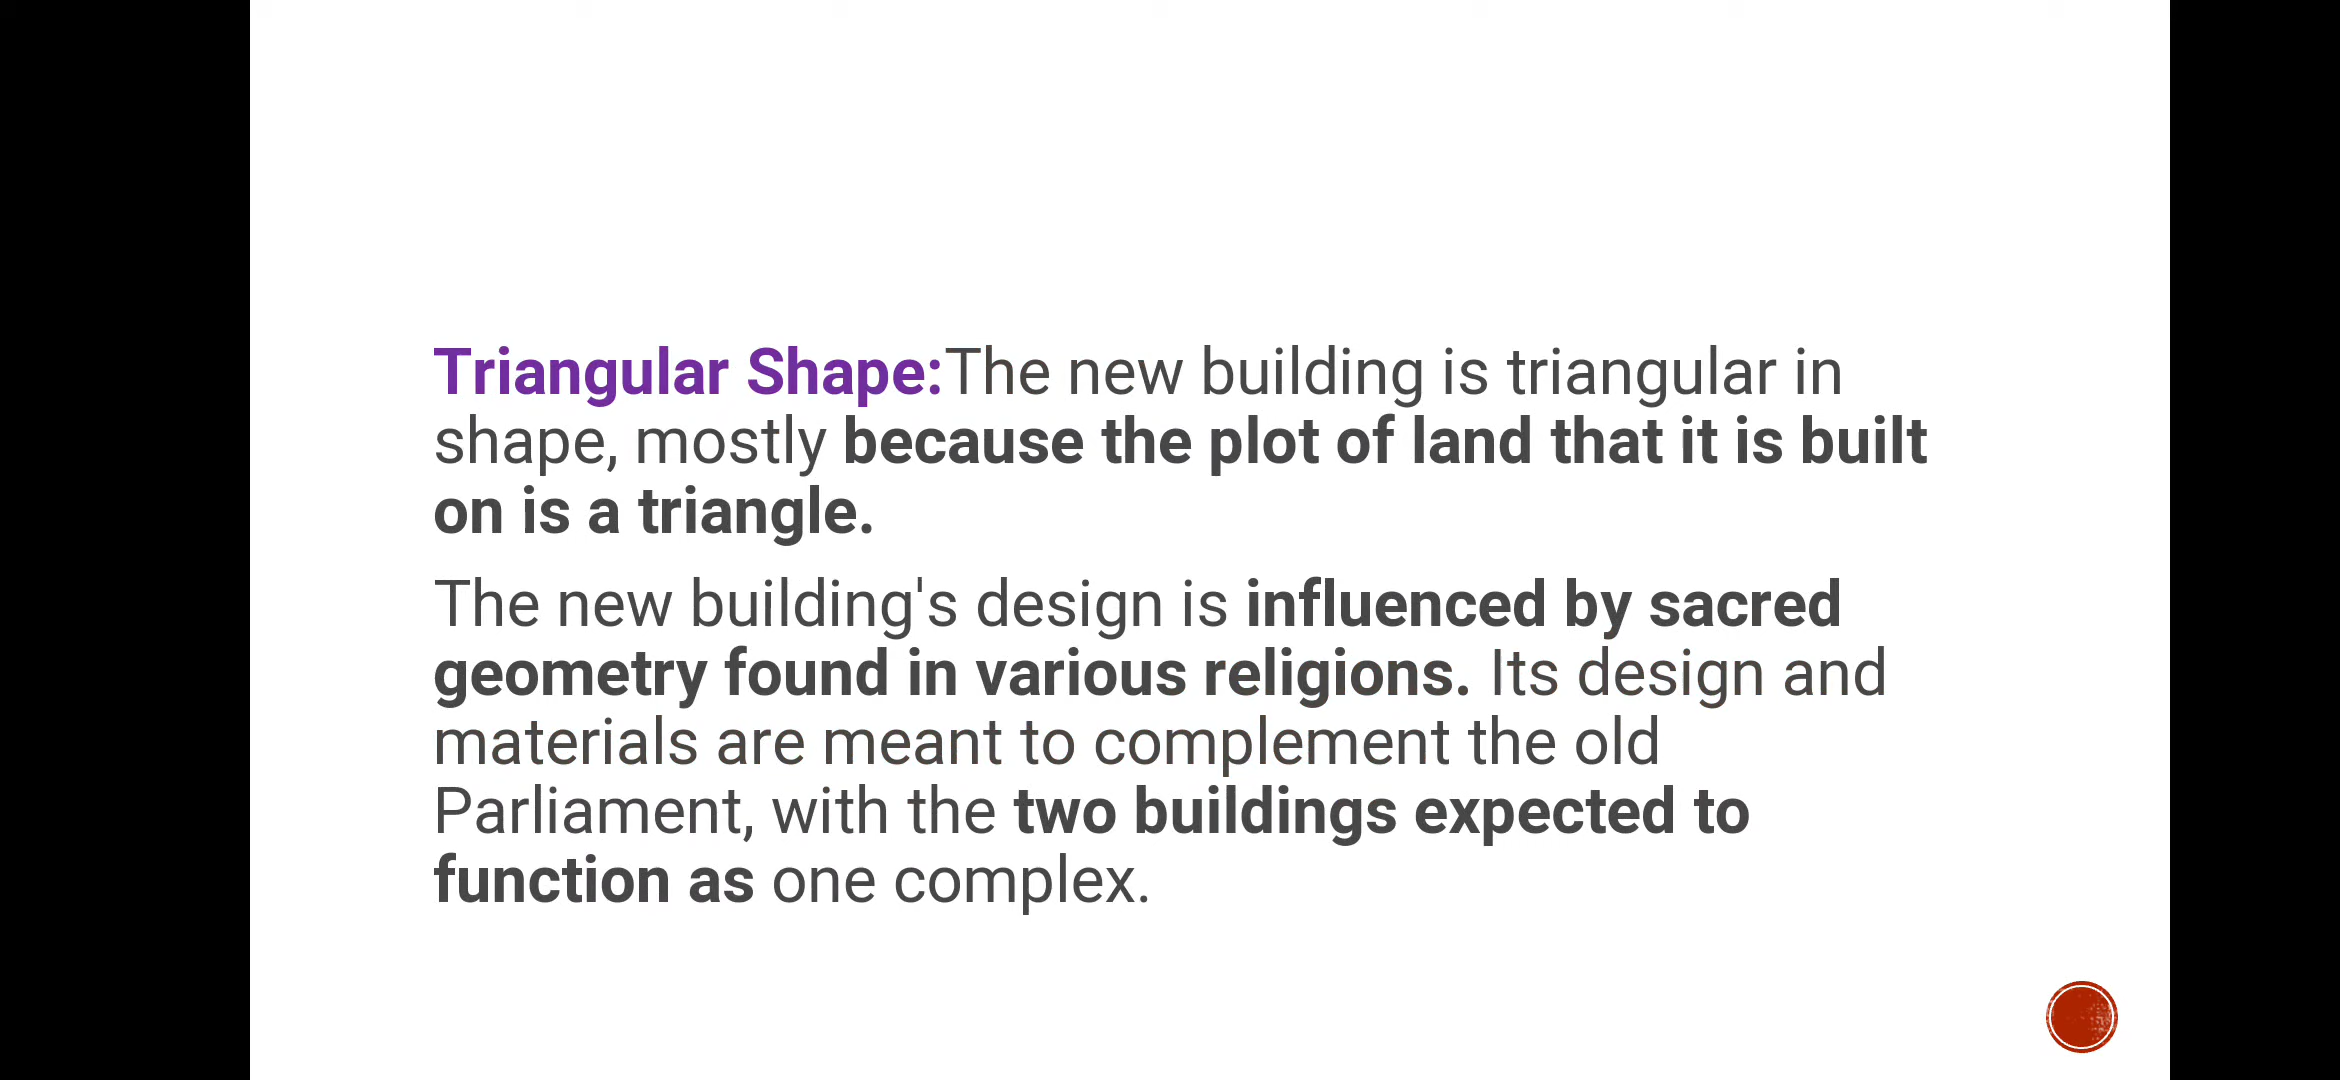 Triangular Shape:The new building is triangular in
shape, mostly because the plot of land that it is built
on is a triangle.
The new building's design is influenced by sacred
geometry found in various religions. Its design and
materials are meant to complement the old
Parliament, with the two buildings expected to
function as one complex.